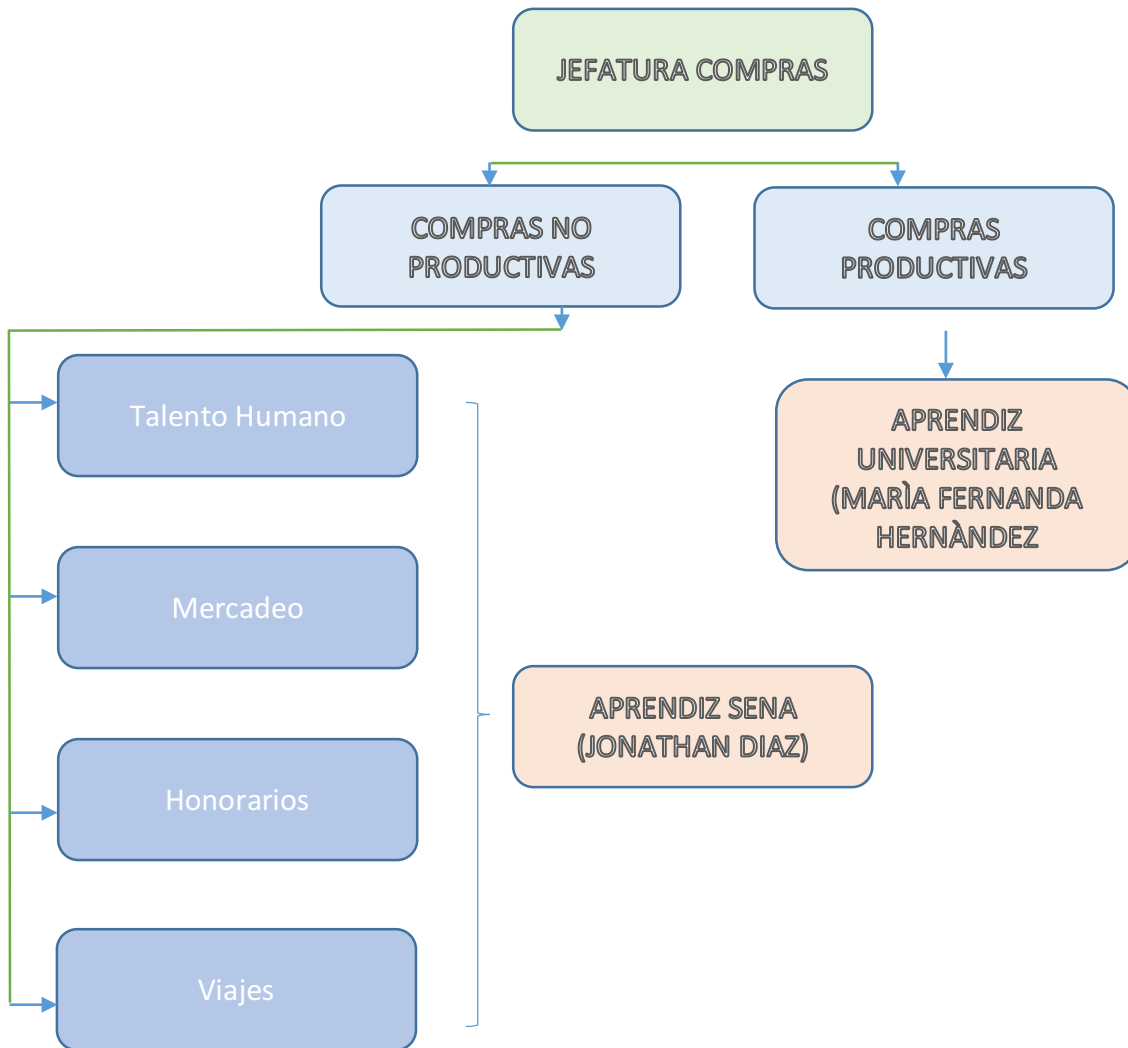 JEFATURA COMPRAS
COMPRAS NO
PRODUCTIVAS
COMPRAS
PRODUCTIVAS
Talento Humano
APRENDIZ
UNIVERSITARIA
(MARÌA FERNANDA
HERNÀNDEZ
Mercadeo
APRENDIZ SENA
(JONATHAN DIAZ)
Honorarios
Viajes